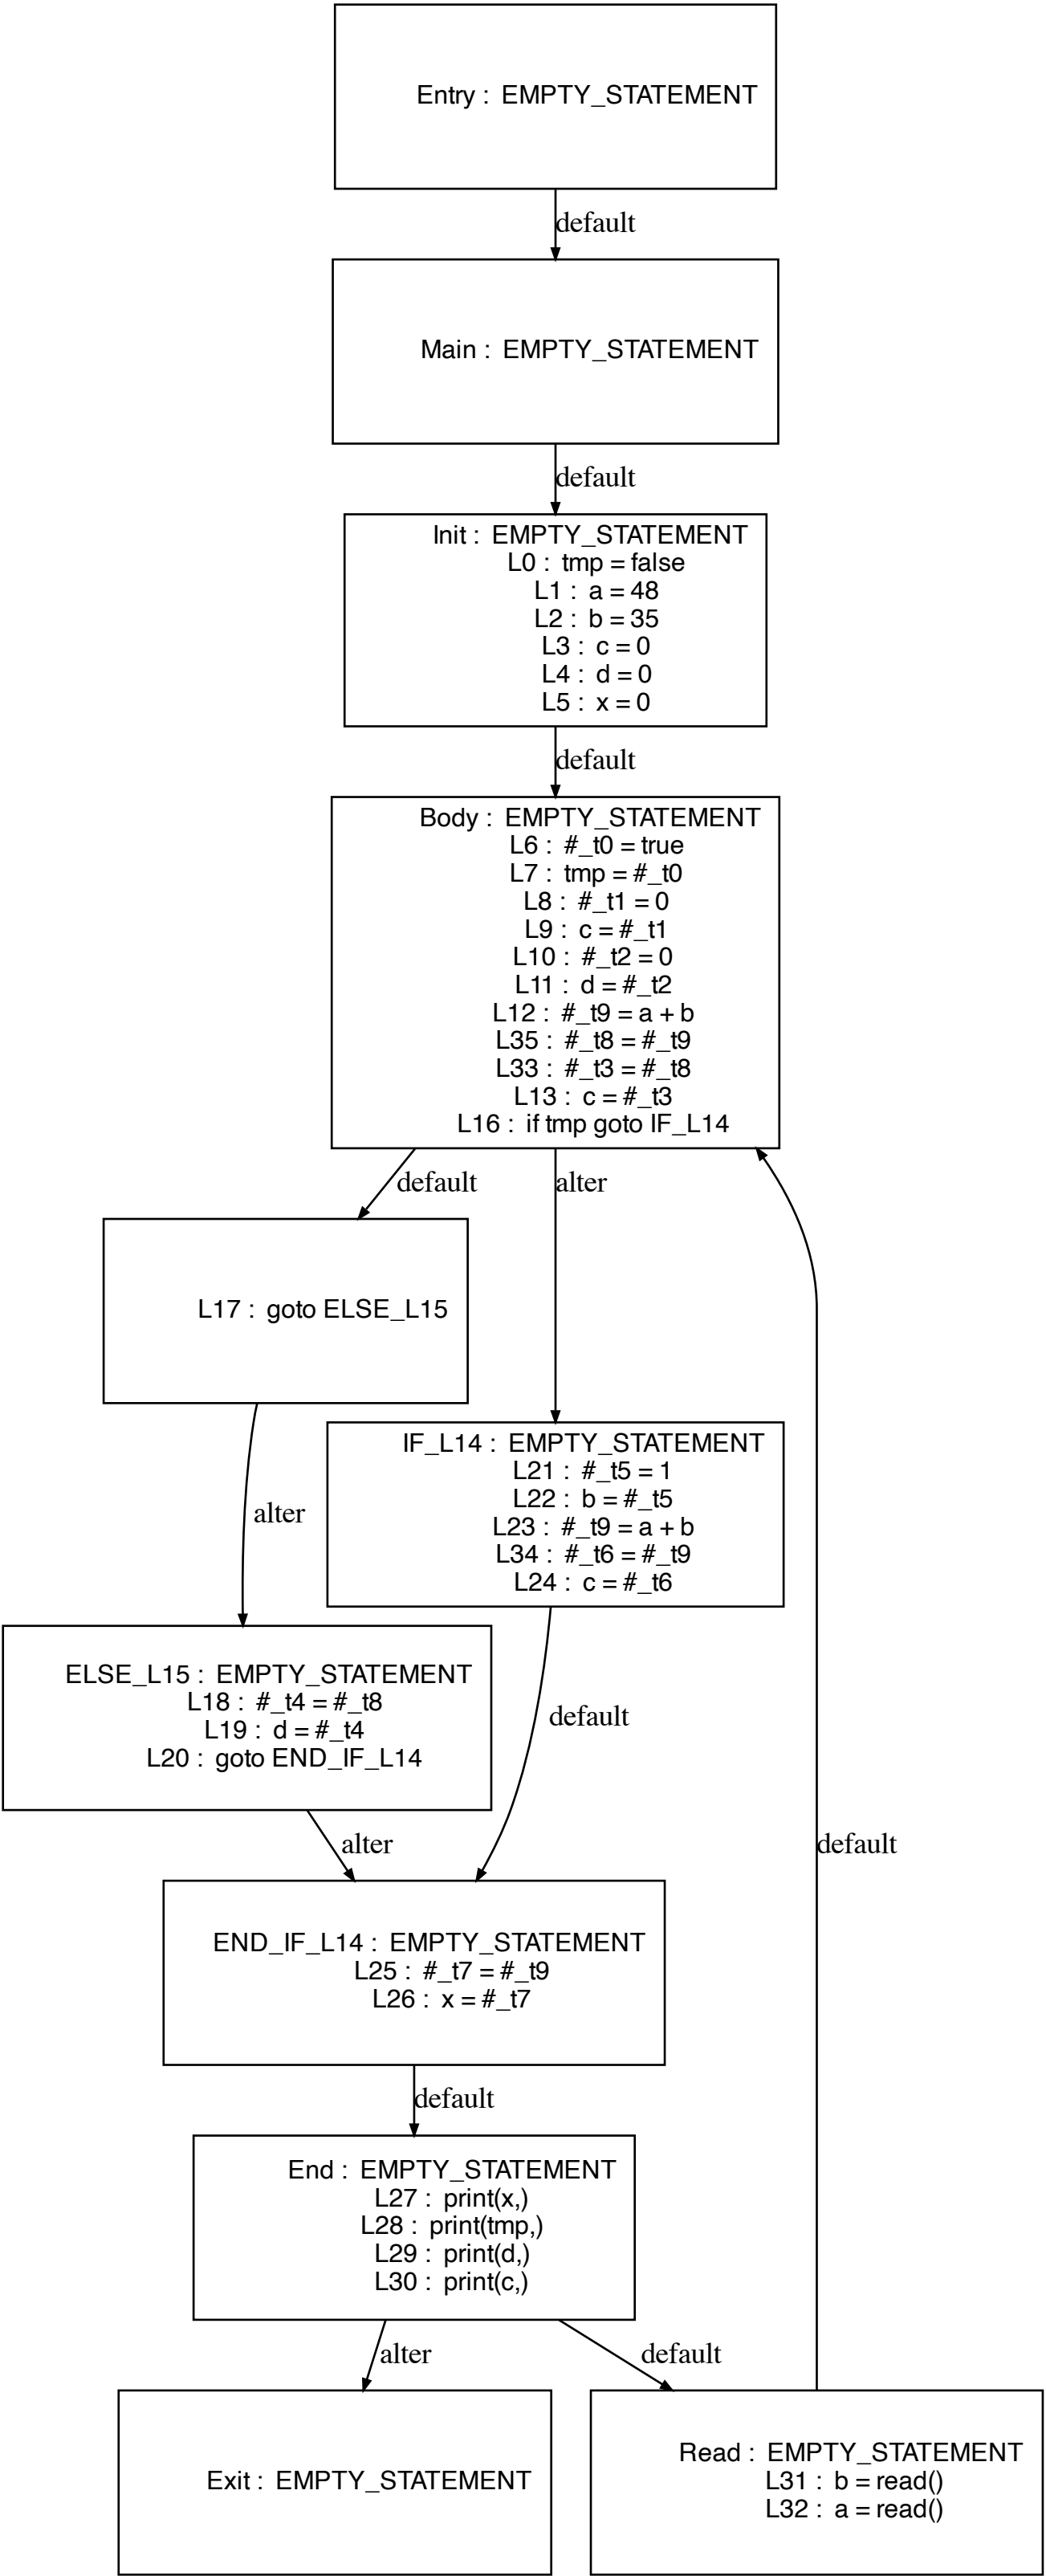 Entry : EMPTY_STATEMENT
default
Main : EMPTY_STATEMENT
default
Init : EMPTY_STATEMENT
L0 : tmp = false
L1 : a = 48
L2 : b = 35
L3 : c = 0
L4 : d = 0
L5 : x = 0
default
Body : EMPTY_STATEMENT
L6 : #_t0 = true
L7 : tmp = #_t0
L8 : #_t1 = 0
L9 : c = #_t1
L10 : #_t2 = 0
L11 : d = #_t2
L12 : #_t9 = a + b
L35 : #_t8 = #_t9
L33 : #_t3 = #_t8
L13 : c = #_t3
L16 : if tmp goto IF_L14
default
alter
L17 : goto ELSE_L15
alter
IF_L14 : EMPTY_STATEMENT
L21 : #_t5 = 1
L22 : b = #_t5
L23 : #_t9 = a + b
L34 : #_t6 = #_t9
L24 : c = #_t6
default
ELSE_L15 : EMPTY_STATEMENT
L18 : #_t4 = #_t8
L19 : d = #_t4
L20 : goto END_IF_L14
alter
default
END_IF_L14 : EMPTY_STATEMENT
L25 : #_t7 = #_t9
L26 : x = #_t7
default
End : EMPTY_STATEMENT
L27 : print(x,)
L28 : print(tmp,)
L29 : print(d,)
L30 : print(c,)
alter
default
Exit : EMPTY_STATEMENT
Read : EMPTY_STATEMENT
L31 : b = read()
L32 : a = read()